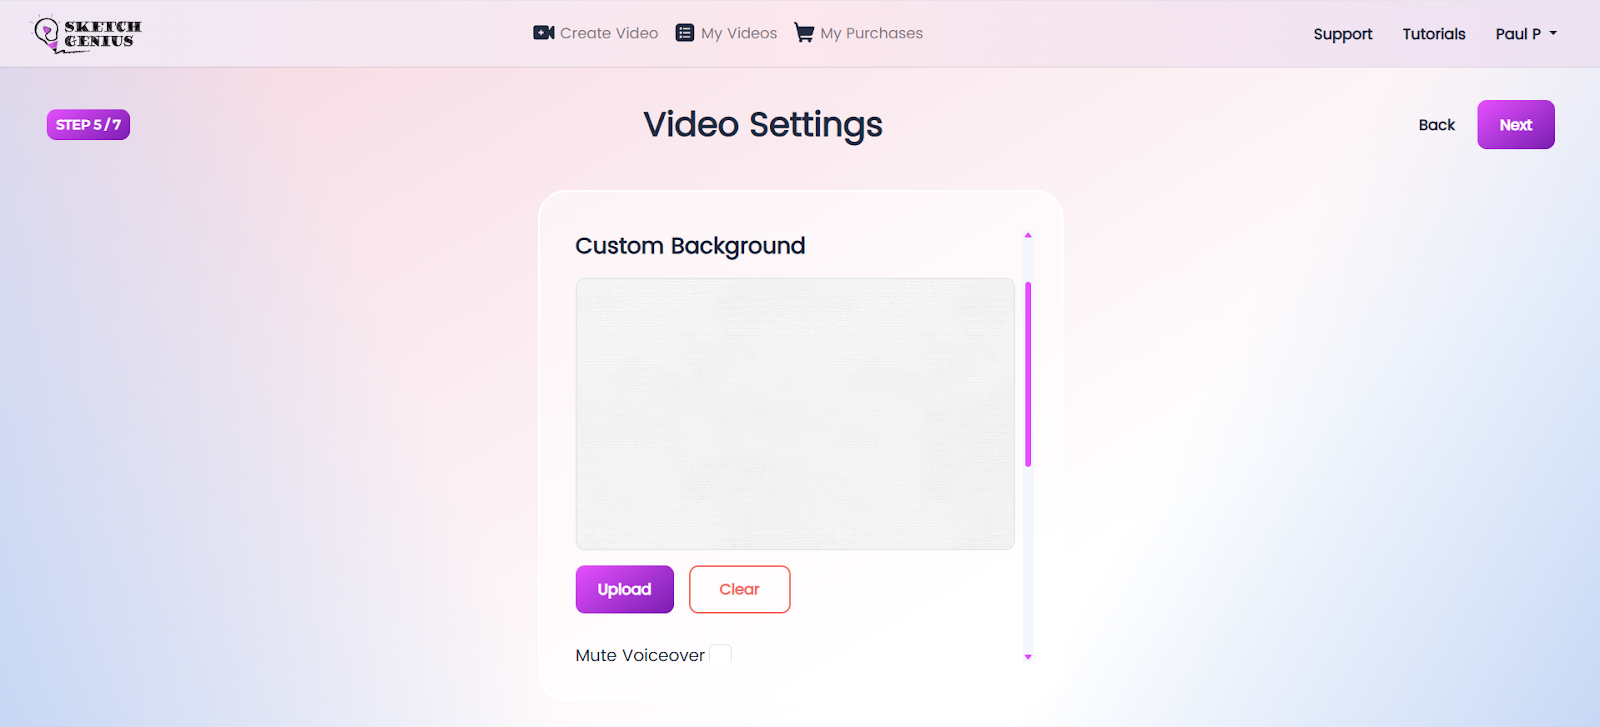 SKETCH
GENIUS
Create Video
My Videos
My Purchases
Support
Tutorials
Paul P
STEP 5 / 7
Video Settings
Back
Next
Custom Background
Upload
Clear
Mute Voiceover